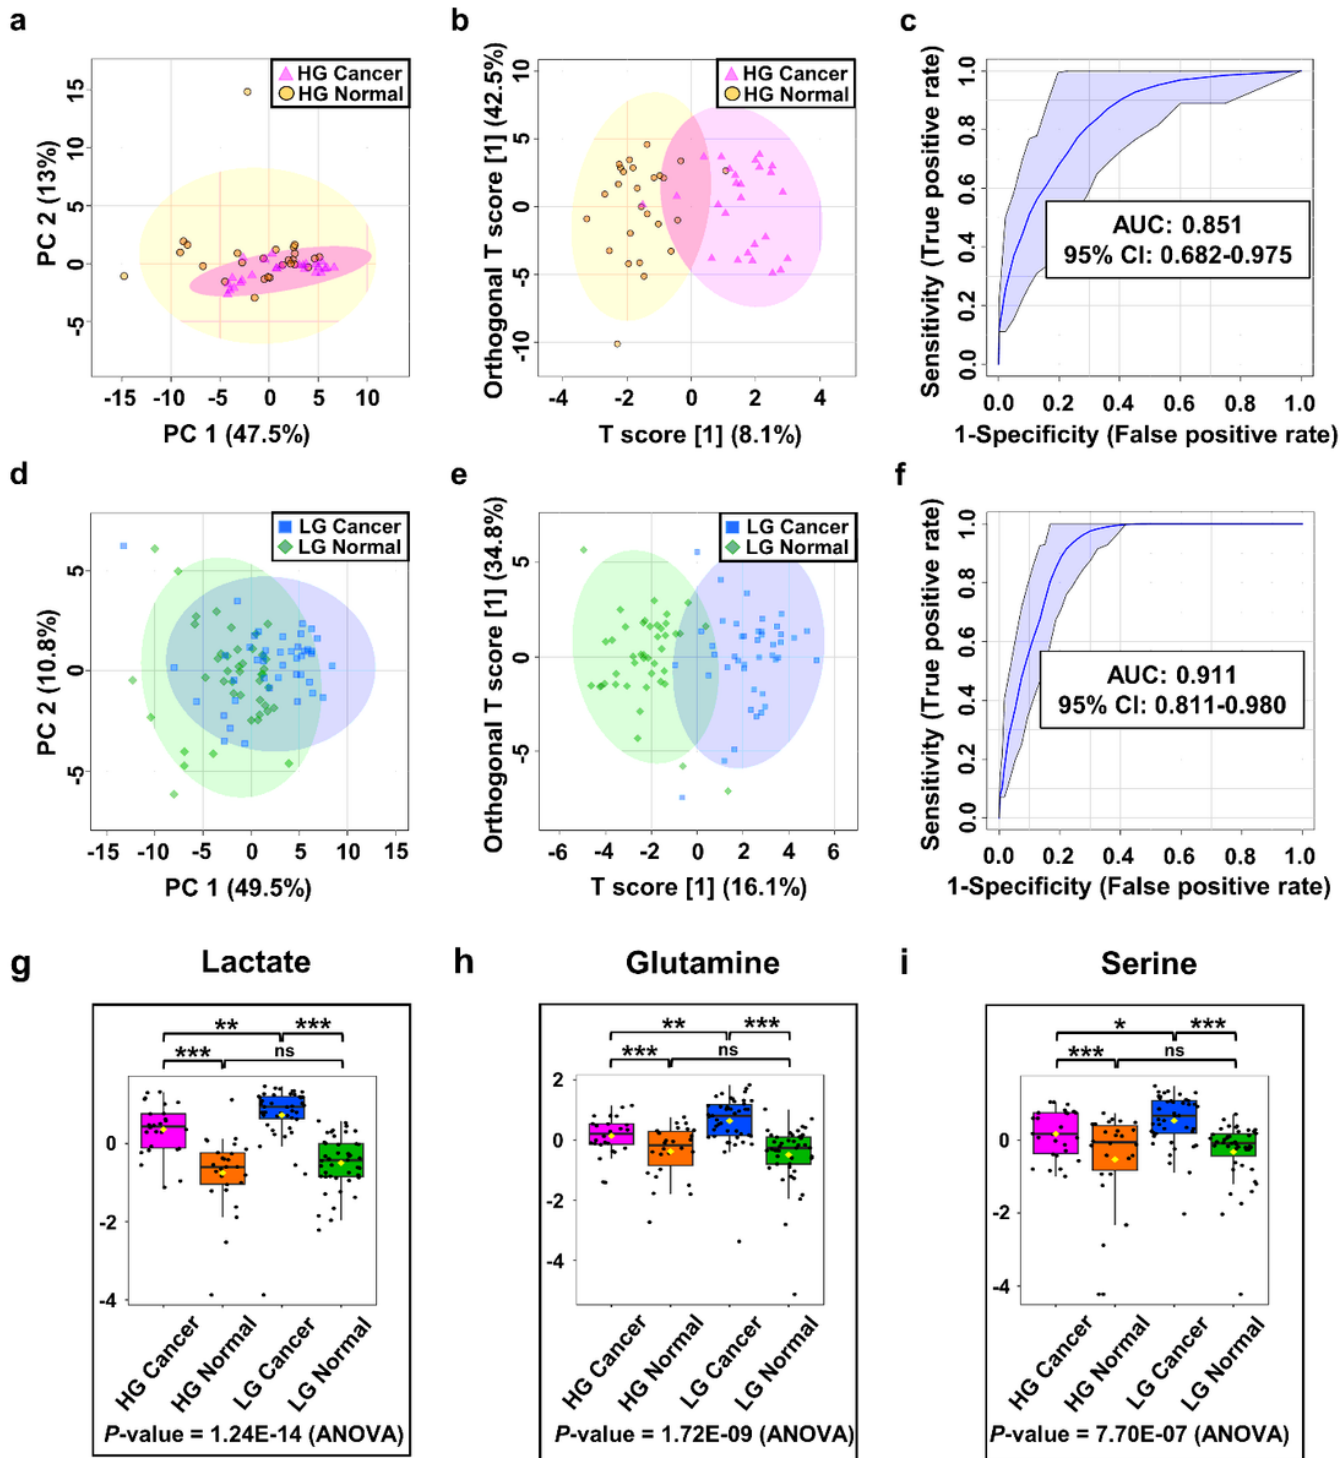 a
HG Cancer
HG Normal
15
10
5
0
-5
PC 2 (13%)
-15 -10 -5 0 5 10
PC 1 (47.5%)
b
HG Cancer
HG Normal
10
5
0
-5
-10
Orthogonal T score [1] (42.5%)
-4 -2 0 2 4
T score [1] (8.1%)
c
1.0
0.8
0.6
0.4
0.2
0.0
Sensitivity (True positive rate)
AUC: 0.851
95% CI: 0.682-0.975
0.0 0.2 0.4 0.6 0.8 1.0
1-Specificity (False positive rate)
d
LG Cancer
LG Normal
5
0
-5
PC 2 (10.8%)
-15 -10 -5 0 5 10 15
PC 1 (49.5%)
e
LG Cancer
LG Normal
5
0
-5
Orthogonal T score [1] (34.8%)
-6 -4 -2 0 2 4 6
T score [1] (16.1%)
f
1.0
0.8
0.6
0.4
0.2
0.0
Sensitivity (True positive rate)
AUC: 0.911
95% CI: 0.811-0.980
0.0 0.2 0.4 0.6 0.8 1.0
1-Specificity (False positive rate)
g
Lactate
** ***
*** ns
0
-2
-4
HG Cancer
HG Normal
LG Cancer
LG Normal
P-value = 1.24E-14 (ANOVA)
h
Glutamine
** ***
*** ns
2
0
-2
-4
HG Cancer
HG Normal
LG Cancer
LG Normal
P-value = 1.72E-09 (ANOVA)
i
Serine
* ***
*** ns
0
-2
-4
HG Cancer
HG Normal
LG Cancer
LG Normal
P-value = 7.70E-07 (ANOVA)